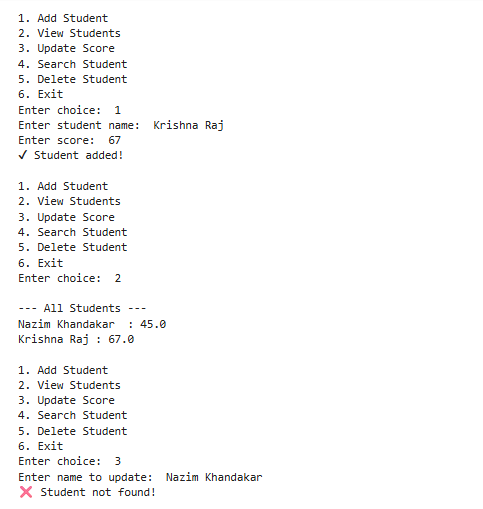 1. Add Student
2. View Students
3. Update Score
4. Search Student
5. Delete Student
6. Exit
Enter choice:  1
Enter student name:  Krishna Raj
Enter score:  67
✔ Student added!

1. Add Student
2. View Students
3. Update Score
4. Search Student
5. Delete Student
6. Exit
Enter choice:  2

--- All Students ---
Nazim Khandakar  : 45.0
Krishna Raj : 67.0

1. Add Student
2. View Students
3. Update Score
4. Search Student
5. Delete Student
6. Exit
Enter choice:  3
Enter name to update:  Nazim Khandakar
❌ Student not found!